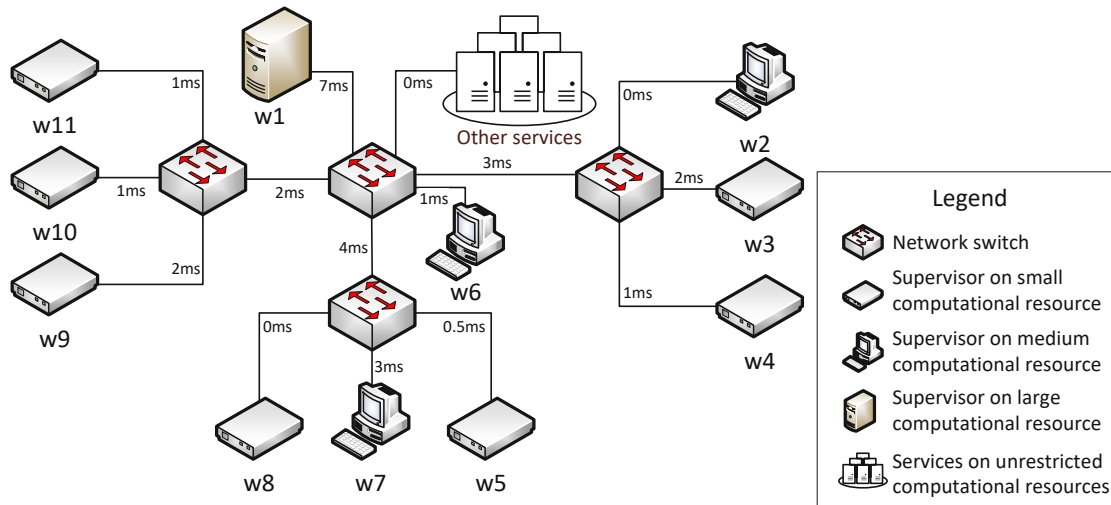 w11
1ms
w10
1ms
w9
2ms
2ms
w1
7ms
0ms
Other services
3ms
1ms
w6
4ms
0ms
w8
3ms
w7
0.5ms
w5
0ms
w2
2ms
w3
1ms
w4
Legend
Network switch
Supervisor on small
computational resource
Supervisor on medium
computational resource
Supervisor on large
computational resource
Services on unrestricted
computational resources